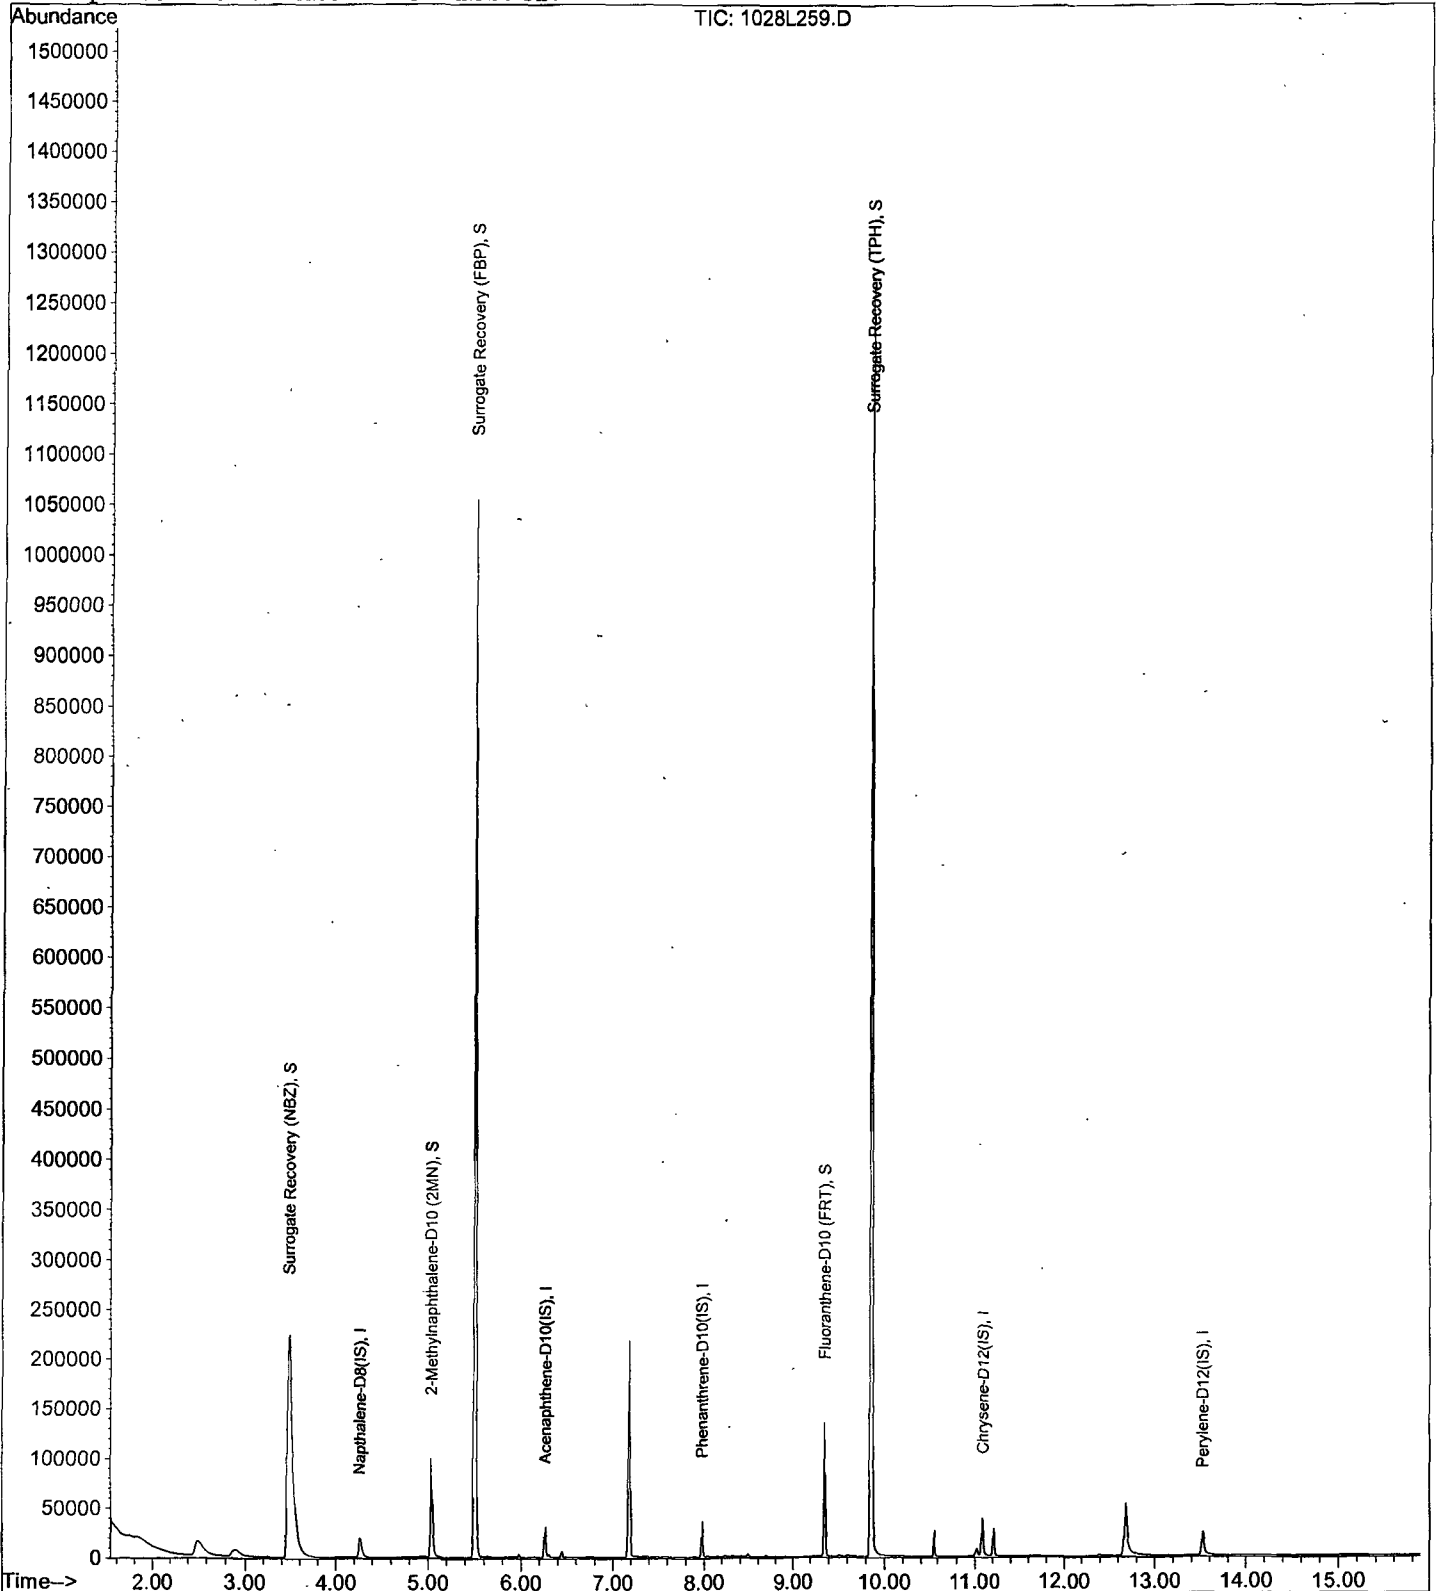 Abundance
TIC: 1028L259.D
1500000
1450000
1400000
1350000
1300000
1250000
1200000
1150000
1100000
1050000
1000000
950000
900000
850000
800000
750000
700000
650000
600000
550000
500000
450000
400000
350000
300000
250000
200000
150000
100000
50000
0
Surrogate Recovery (NBZ), S
Napthalene-D8(IS), I
2-Methylnaphthalene-D10 (2MN), S
Surrogate Recovery (FBP), S
Acenaphthene-D10(IS), I
Phenanthrene-D10(IS), I
Fluoranthene-D10 (FRT), S
Surrogate Recovery (TPH), S
Chrysene-D12(IS), I
Perylene-D12(IS), I
Time--> 2.00 3.00 4.00 5.00 6.00 7.00 8.00 9.00 10.00 11.00 12.00 13.00 14.00 15.00